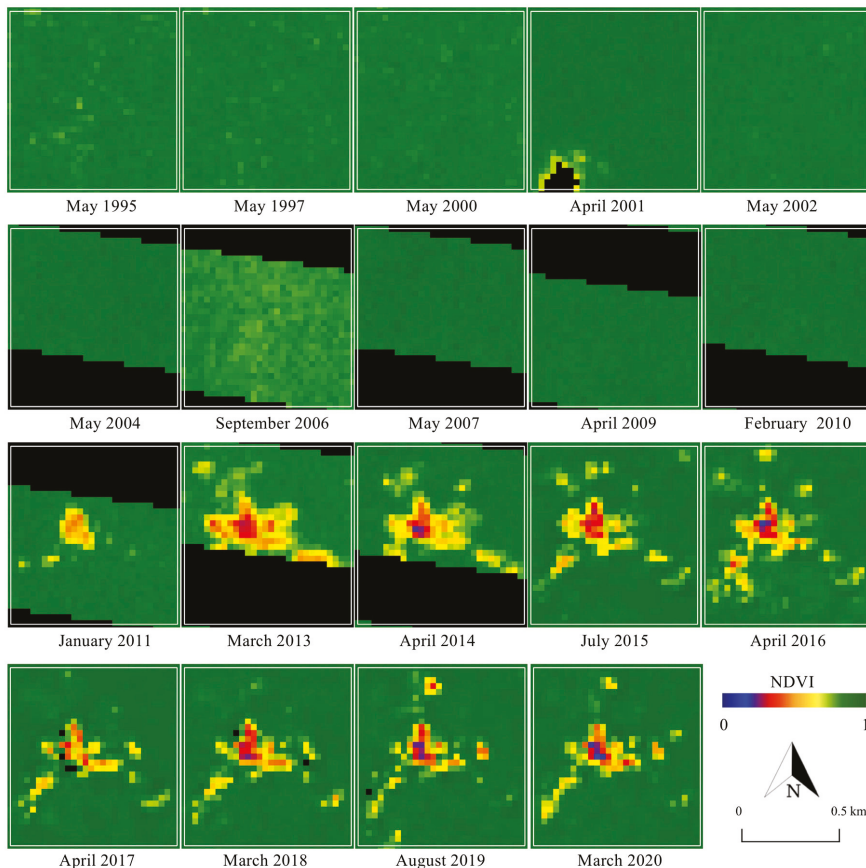 May 1995 May 1997 May 2000 April 2001 May 2002
May 2004 September 2006 May 2007 April 2009 February 2010
January 2011 March 2013 April 2014 July 2015 April 2016
NDVI
0 1
N
0 0.5 km
April 2017 March 2018 August 2019 March 2020